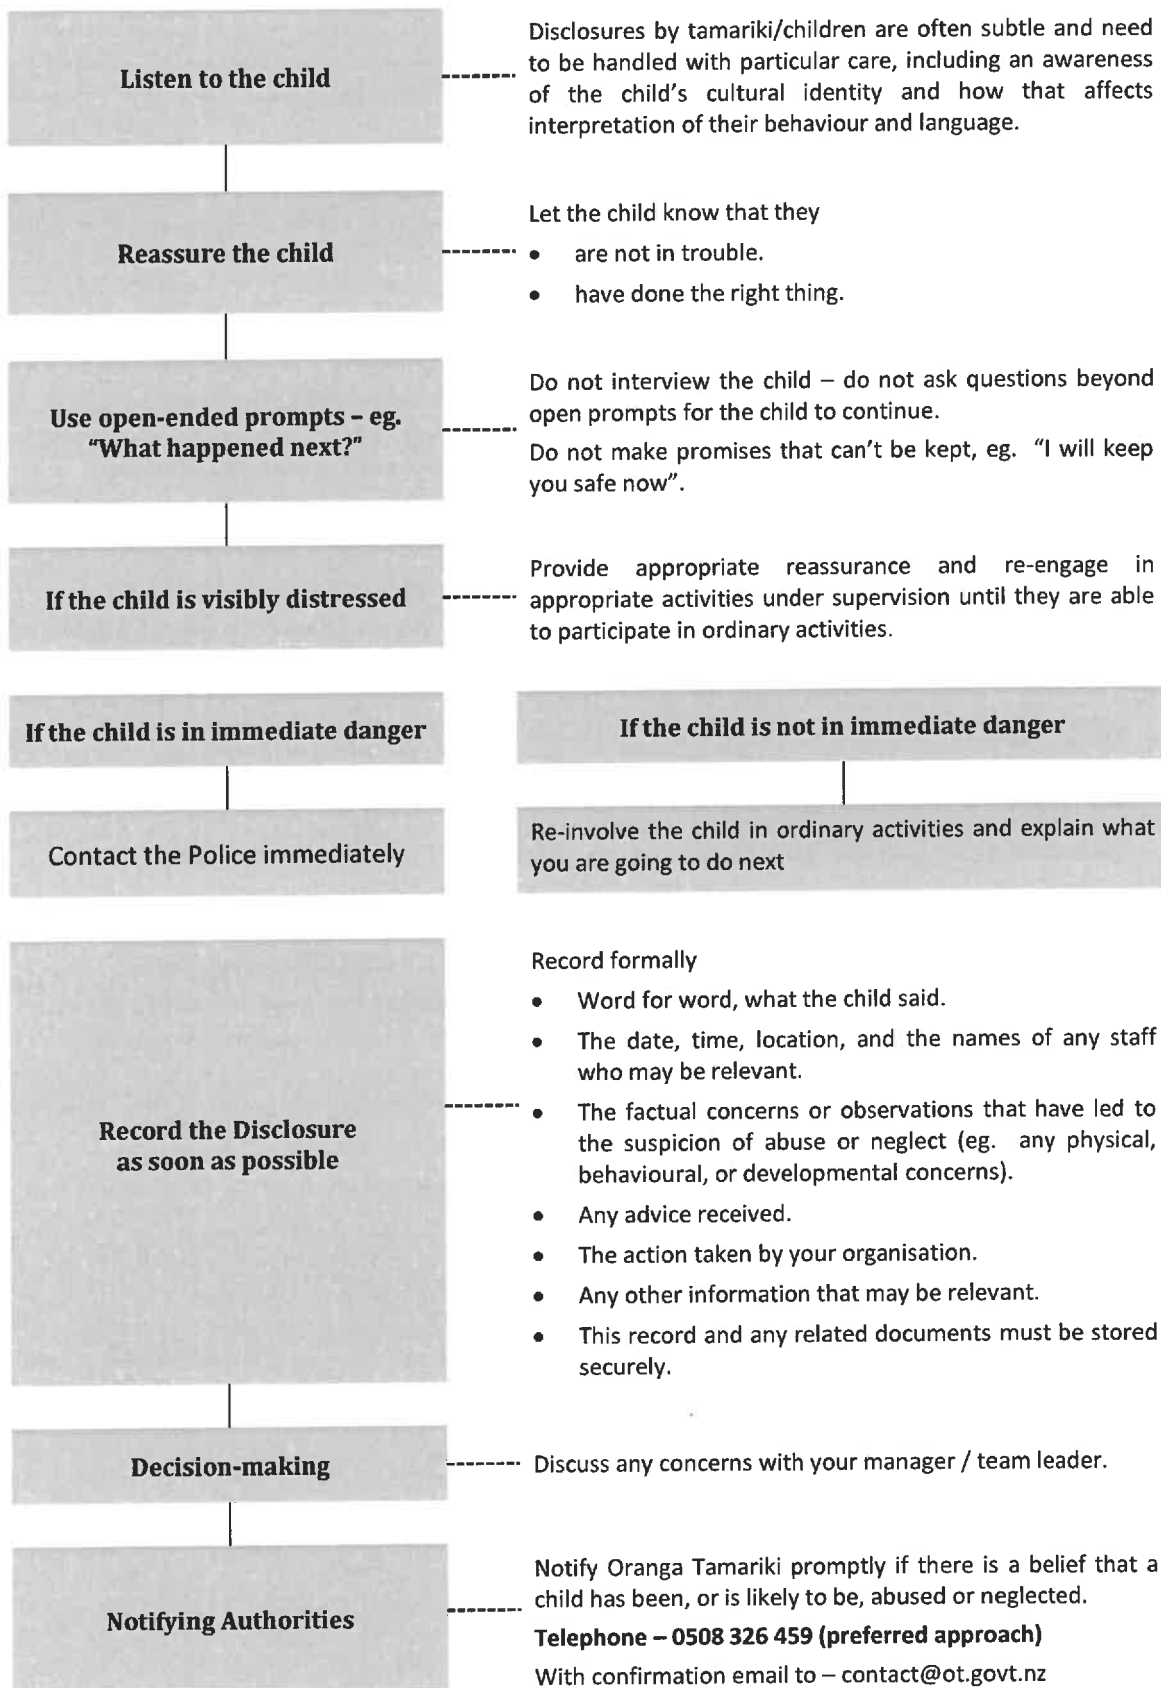 Listen to the child
Disclosures by tamariki/children are often subtle and need
to be handled with particular care, including an awareness
of the child's cultural identity and how that affects
interpretation of their behaviour and language.
Reassure the child
Let the child know that they
• are not in trouble.
• have done the right thing.
Use open-ended prompts – eg.
"What happened next?"
Do not interview the child – do not ask questions beyond
open prompts for the child to continue.
Do not make promises that can't be kept, eg. "I will keep
you safe now".
If the child is visibly distressed
Provide appropriate reassurance and re-engage in
appropriate activities under supervision until they are able
to participate in ordinary activities.
If the child is in immediate danger
Contact the Police immediately
If the child is not in immediate danger
Re-involve the child in ordinary activities and explain what
you are going to do next
Record the Disclosure
as soon as possible
Record formally
• Word for word, what the child said.
• The date, time, location, and the names of any staff
who may be relevant.
• The factual concerns or observations that have led to
the suspicion of abuse or neglect (eg. any physical,
behavioural, or developmental concerns).
• Any advice received.
• The action taken by your organisation.
• Any other information that may be relevant.
• This record and any related documents must be stored
securely.
Decision-making
Discuss any concerns with your manager / team leader.
Notifying Authorities
Notify Oranga Tamariki promptly if there is a belief that a
child has been, or is likely to be, abused or neglected.
Telephone – 0508 326 459 (preferred approach)
With confirmation email to – contact@ot.govt.nz